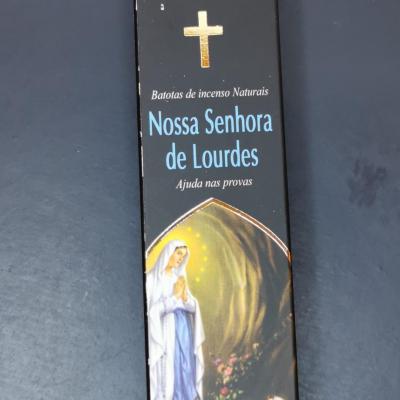 Batotas de incenso Naturais
Nossa Senhora
de Lourdes
Ajuda nas provas